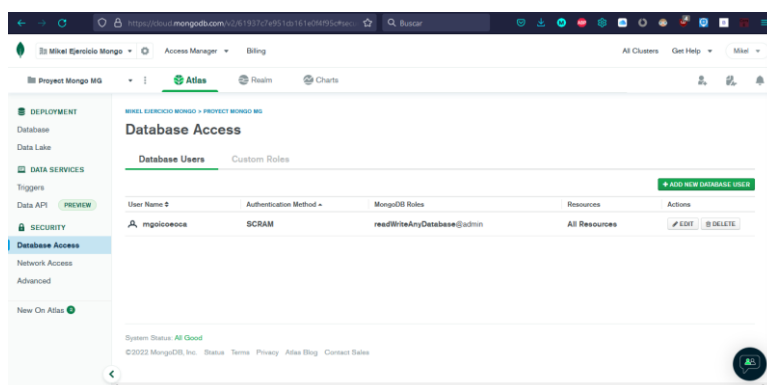 https://cloud.mongodb.com/v2/61937c7e951db161e0f4f95c#sec
Buscar
Mikel Ejercicio Mongo
Access Manager
Billing
All Clusters
Get Help
Mikel
Proyect Mongo MG
Atlas
Realm
Charts
DEPLOYMENT
Database
Data Lake
DATA SERVICES
Triggers
Data API PREVIEW
SECURITY
Database Access
Network Access
Advanced
New On Atlas
MIKEL EJERCICIO MONGO > PROYECT MONGO MG
Database Access
Database Users Custom Roles
+ ADD NEW DATABASE USER
User Name Authentication Method MongoDB Roles Resources Actions
mgoicoeoca SCRAM readWriteAnyDatabase@admin All Resources EDIT DELETE
System Status: All Good
©2022 MongoDB, Inc. Status Terms Privacy Atlas Blog Contact Sales